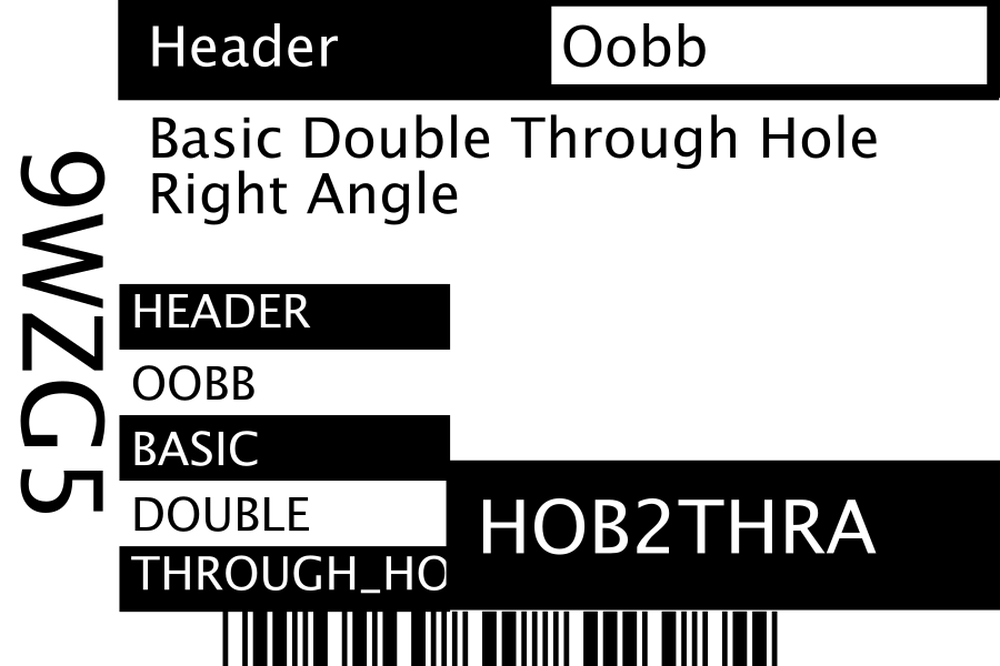 Header
Oobb
Basic Double Through Hole
Right Angle
9WZG5
HEADER
OOBB
BASIC
DOUBLE
THROUGH_HO
HOB2THRA